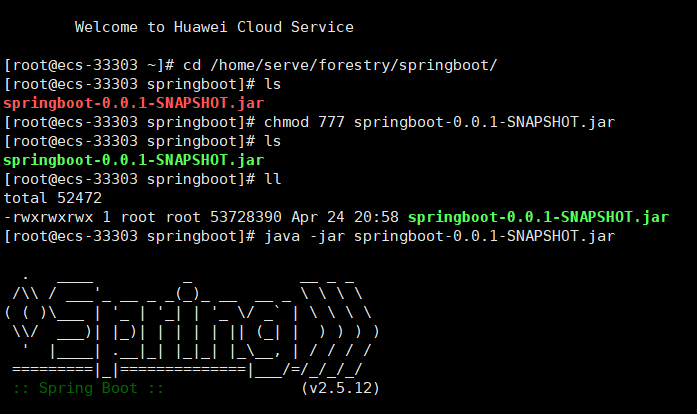 Welcome to Huawei Cloud Service
[root@ecs-33303 ~]# cd /home/serve/forestry/springboot/
[root@ecs-33303 springboot]# ls
springboot-0.0.1-SNAPSHOT.jar
[root@ecs-33303 springboot]# chmod 777 springboot-0.0.1-SNAPSHOT.jar
[root@ecs-33303 springboot]# ls
springboot-0.0.1-SNAPSHOT.jar
[root@ecs-33303 springboot]# ll
total 52472
-rwxrwxrwx 1 root root 53728390 Apr 24 20:58 springboot-0.0.1-SNAPSHOT.jar
[root@ecs-33303 springboot]# java -jar springboot-0.0.1-SNAPSHOT.jar
  .   ____          _            __ _ _
 /\\ / ___'_ __ _ _(_)_ __  __ _ \ \ \ \
( ( )\___ | '_ | '_| | '_ \/ _` | \ \ \ \
 \\/  ___)| |_)| | | | | || (_| |  ) ) ) )
  '  |____| .__|_| |_|_| |_\__, | / / / /
 =========|_|==============|___/=/_/_/_/
 :: Spring Boot ::               (v2.5.12)